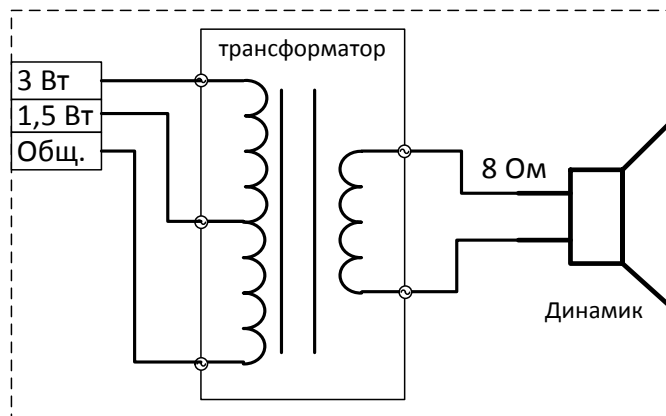 трансформатор
3 Вт
1,5 Вт
Общ.
8 Ом
Динамик